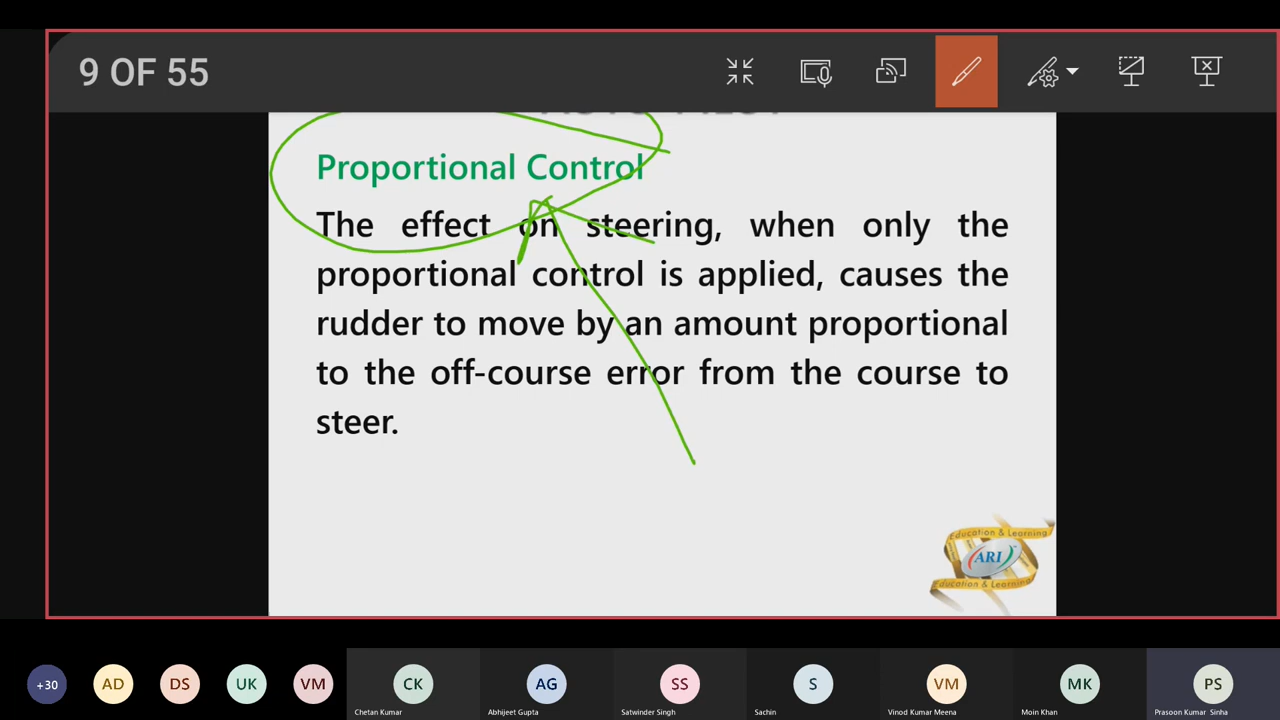 9 OF 55
Proportional Control
The effect on steering, when only the
proportional control is applied, causes the
rudder to move by an amount proportional
to the off-course error from the course to
steer.
Education & Learning
ARI
Education & Learning
+30
AD
DS
UK
VM
CK
AG
SS
S
VM
MK
PS
Chetan Kumar
Abhijeet Gupta
Satwinder Singh
Sachin
Vinod Kumar Meena
Moin Khan
Prasoon Kumar Sinha